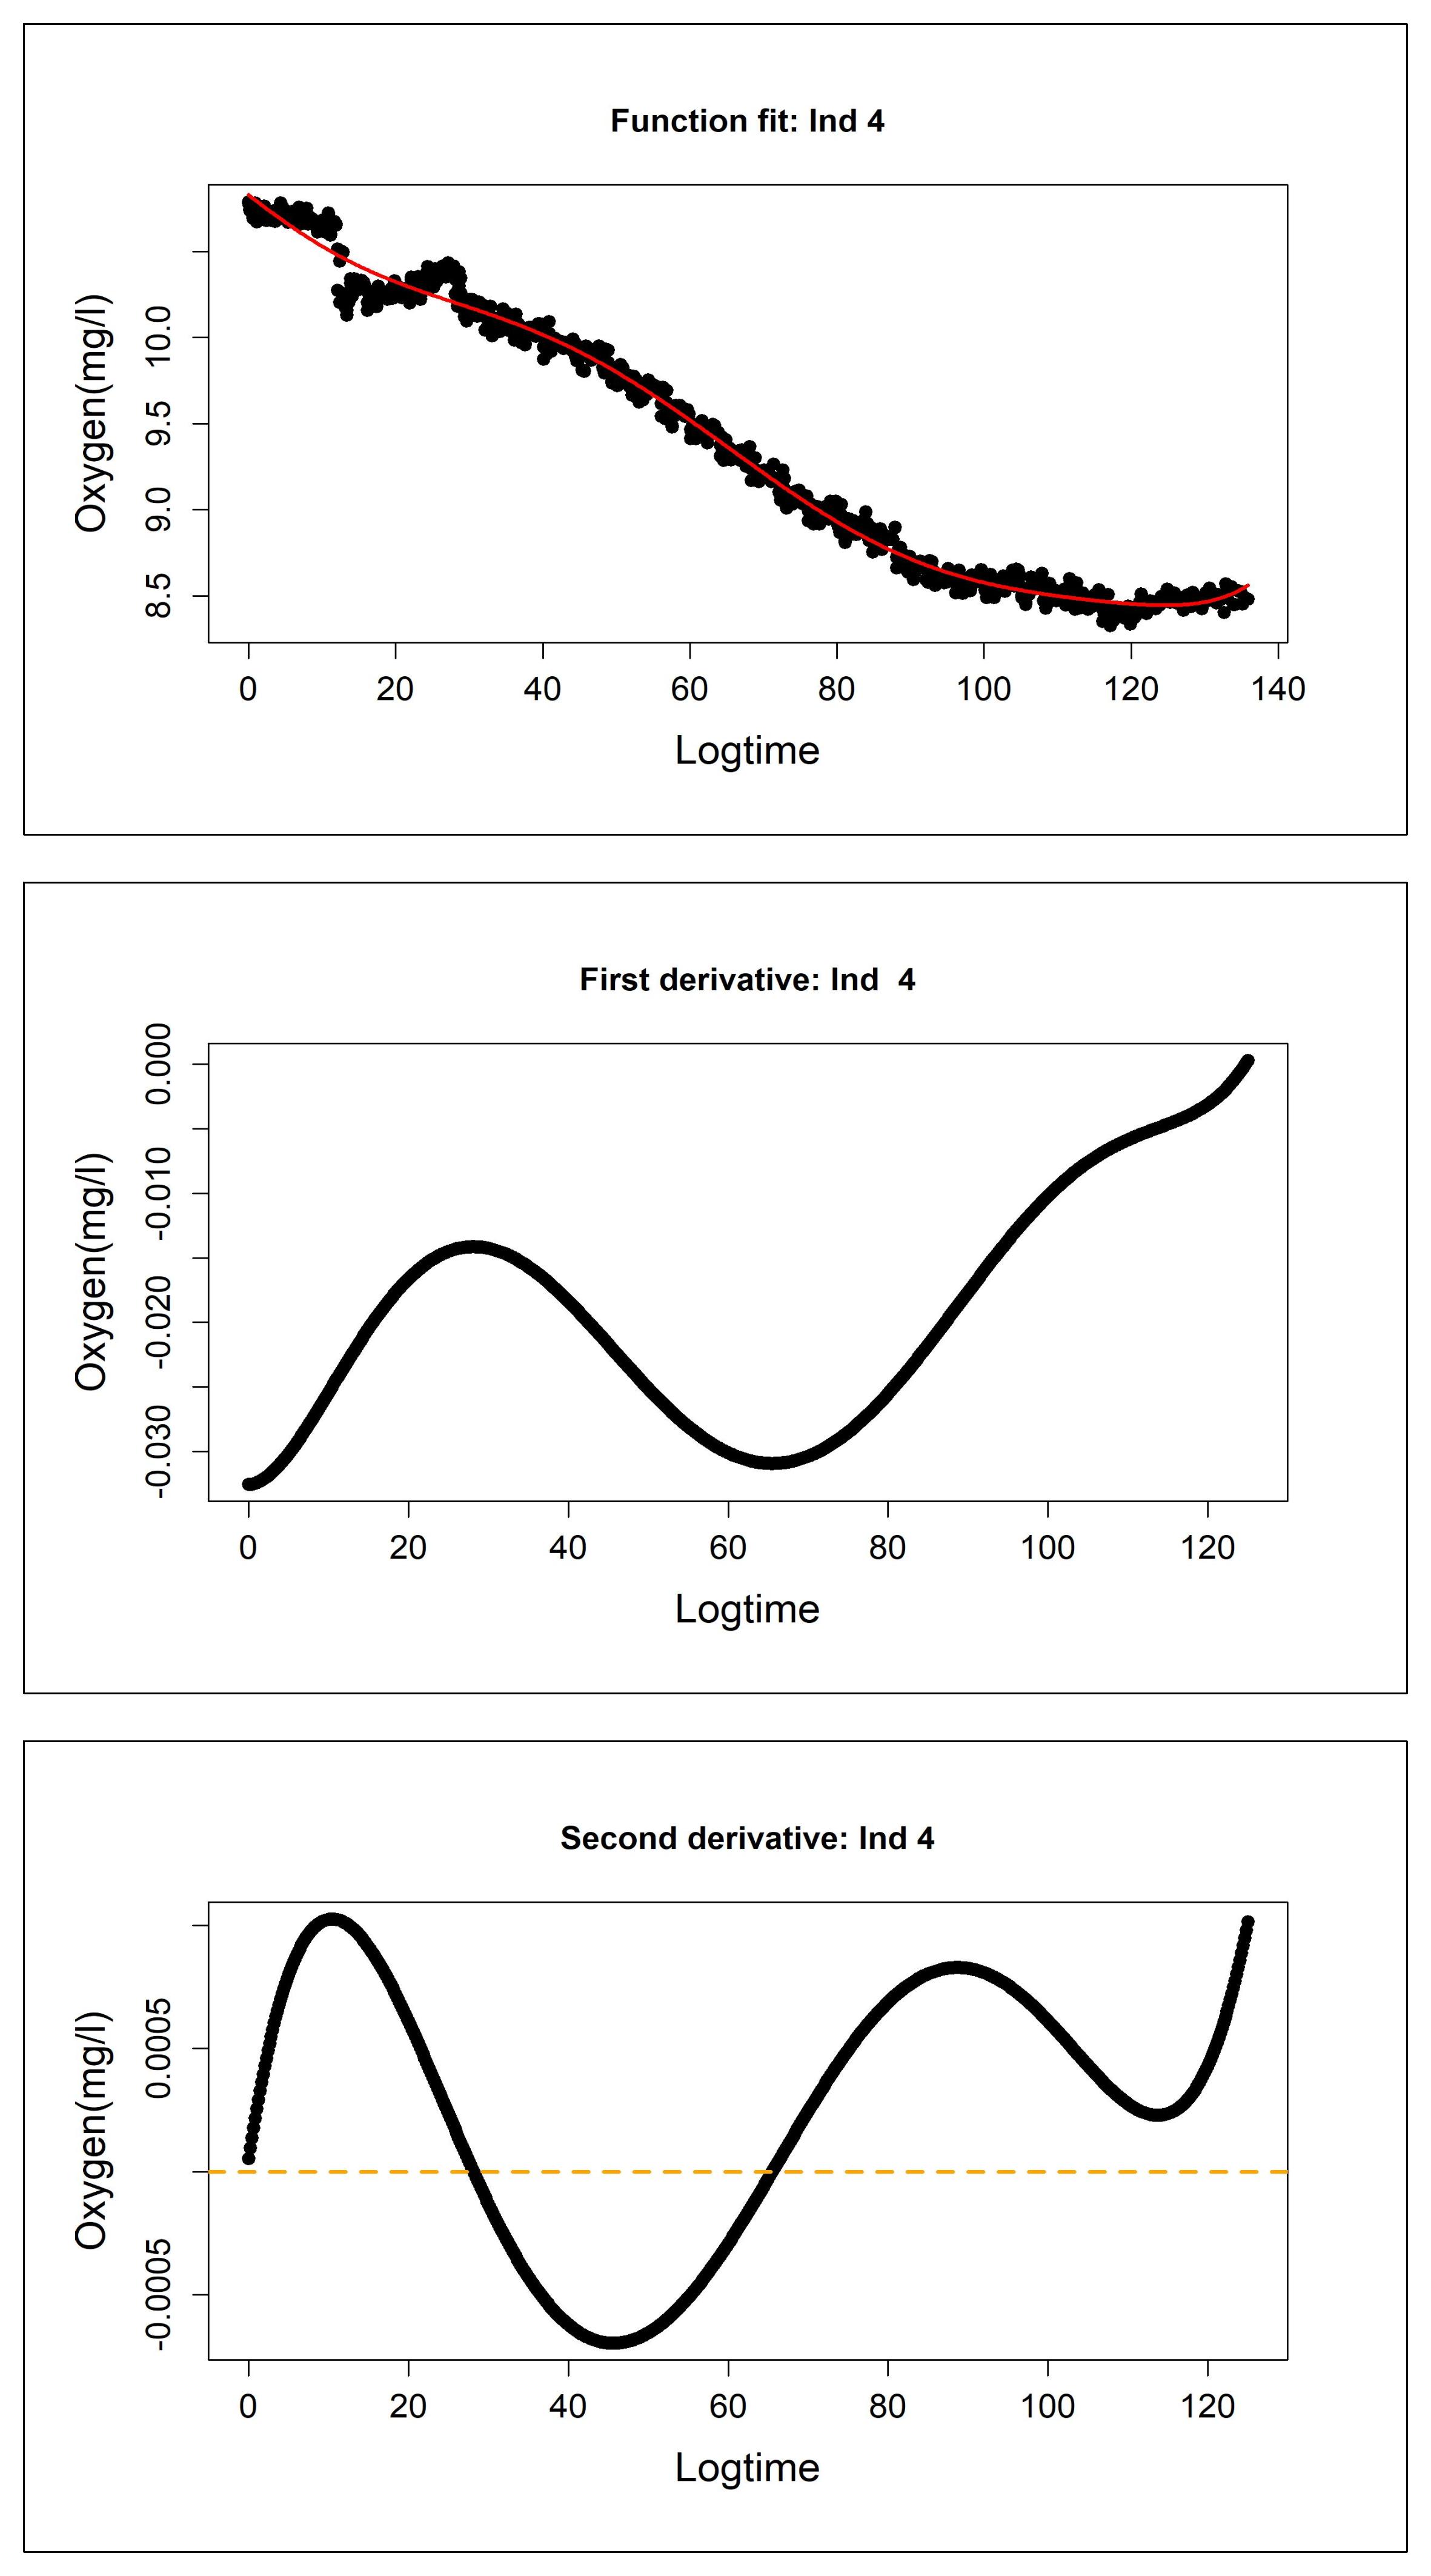 Function fit: Ind 4
Oxygen(mg/l)
10.0
9.5
9.0
8.5
0 20 40 60 80 100 120 140
Logtime
First derivative: Ind  4
Oxygen(mg/l)
0.000
-0.010
-0.020
-0.030
0 20 40 60 80 100 120
Logtime
Second derivative: Ind 4
Oxygen(mg/l)
0.0005
-0.0005
0 20 40 60 80 100 120
Logtime